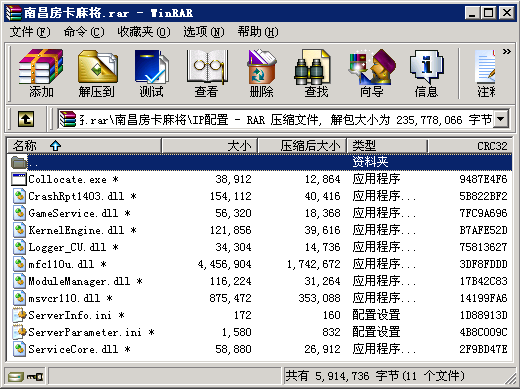 南昌房卡麻将.rar - WinRAR
文件(F) 命令(C) 收藏夹(O) 选项(N) 帮助(H)
添加 解压到 测试 查看 删除 查找 向导 信息
.rar\南昌房卡麻将\IP配置 - RAR 压缩文件, 解包大小为 235,778,066 字节
名称 大小 压缩后大小 类型 CRC32
.. 资料夹
Collocate.exe * 38,912 12,864 应用程序 9487E4F6
CrashRpt1403.dll * 154,112 40,416 应用程序... 5B822BF2
GameService.dll * 56,320 18,368 应用程序... 7FC9A696
KernelEngine.dll * 121,856 39,616 应用程序... B7AFE52D
Logger_CU.dll * 34,304 14,736 应用程序... 75813627
mfc110u.dll * 4,456,904 1,742,672 应用程序... 3DF8FDDD
ModuleManager.dll * 116,224 31,264 应用程序... 17B42C83
msvcr110.dll * 875,472 353,088 应用程序... 14199FA6
ServerInfo.ini * 172 160 配置设置 1D88913D
ServerParameter.ini * 1,580 832 配置设置 4B8C009C
ServiceCore.dll * 58,880 26,912 应用程序... 2F9BD47E
共有 5,914,736 字节(11 个文件)